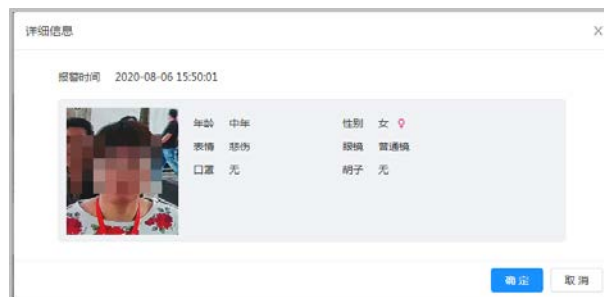 详细信息
报警时间 2020-08-06 15:50:01
年龄 中年 性别 女
表情 悲伤 眼镜 普通镜
口罩 无 胡子 无
确定 取消